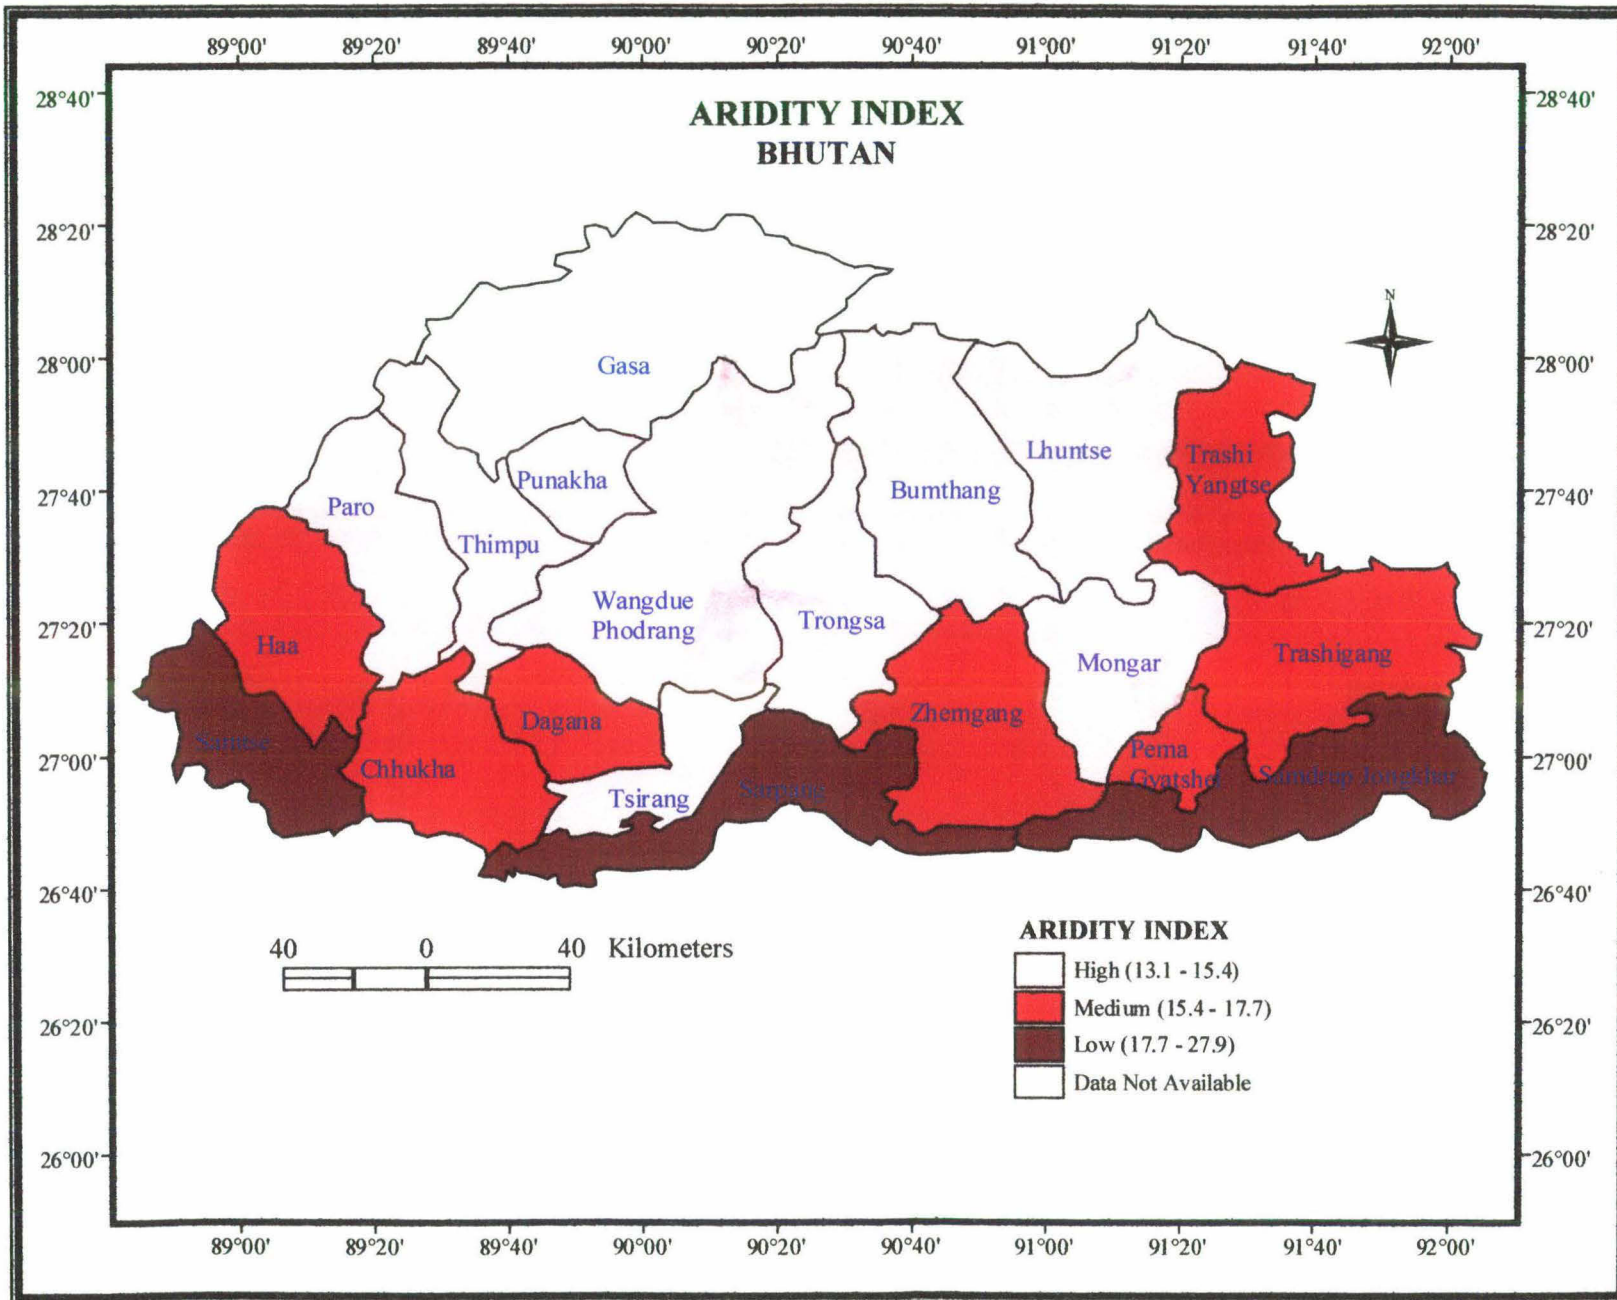 89°00' 89°20' 89°40' 90°00' 90°20' 90°40' 91°00' 91°20' 91°40' 92°00'
28°40' 28°40'
ARIDITY INDEX
BHUTAN
28°20' 28°20'
N
28°00' 28°00'
Gasa
Lhuntse
Trashi
Yangtse
Punakha
Bumthang
27°40' 27°40'
Paro
Thimpu
Wangdue
Phodrang
Trongsa
27°20' 27°20'
Haa
Mongar
Trashigang
Dagana
Zhemgang
Samtse
Pema
Gyatshel
27°00' 27°00'
Chhukha
Samdrup Jongkhar
Tsirang
Sarpang
26°40' 26°40'
40 0 40 Kilometers
ARIDITY INDEX
High (13.1 - 15.4)
Medium (15.4 - 17.7)
Low (17.7 - 27.9)
Data Not Available
26°20' 26°20'
26°00' 26°00'
89°00' 89°20' 89°40' 90°00' 90°20' 90°40' 91°00' 91°20' 91°40' 92°00'